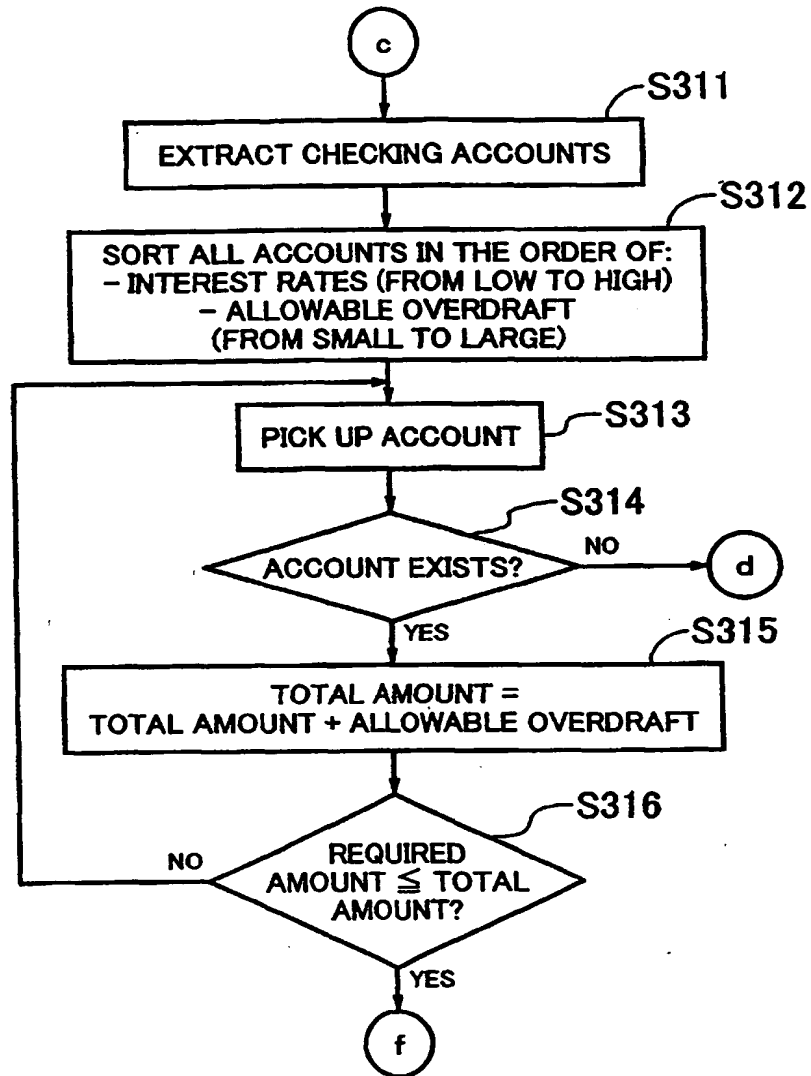 c
S311
EXTRACT CHECKING ACCOUNTS
S312
SORT ALL ACCOUNTS IN THE ORDER OF:
– INTEREST RATES (FROM LOW TO HIGH)
– ALLOWABLE OVERDRAFT
(FROM SMALL TO LARGE)
S313
PICK UP ACCOUNT
S314
ACCOUNT EXISTS?
NO
d
YES
S315
TOTAL AMOUNT =
TOTAL AMOUNT + ALLOWABLE OVERDRAFT
S316
NO
REQUIRED
AMOUNT ≦ TOTAL
AMOUNT?
YES
f